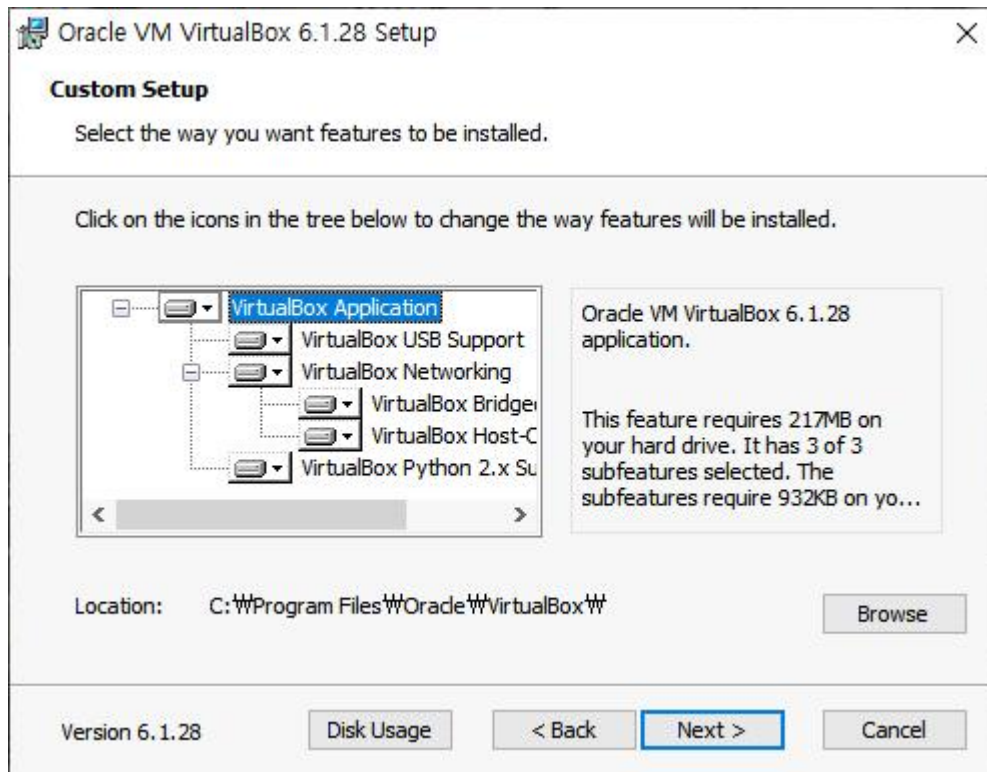 Oracle VM VirtualBox 6.1.28 Setup
Custom Setup
Select the way you want features to be installed.
Click on the icons in the tree below to change the way features will be installed.
VirtualBox Application
VirtualBox USB Support
VirtualBox Networking
VirtualBox Bridge
VirtualBox Host-C
VirtualBox Python 2.x Su
Oracle VM VirtualBox 6.1.28
application.
This feature requires 217MB on
your hard drive. It has 3 of 3
subfeatures selected. The
subfeatures require 932KB on yo...
Location: C:₩Program Files₩Oracle₩VirtualBox₩
Browse
Version 6.1.28
Disk Usage
< Back
Next >
Cancel